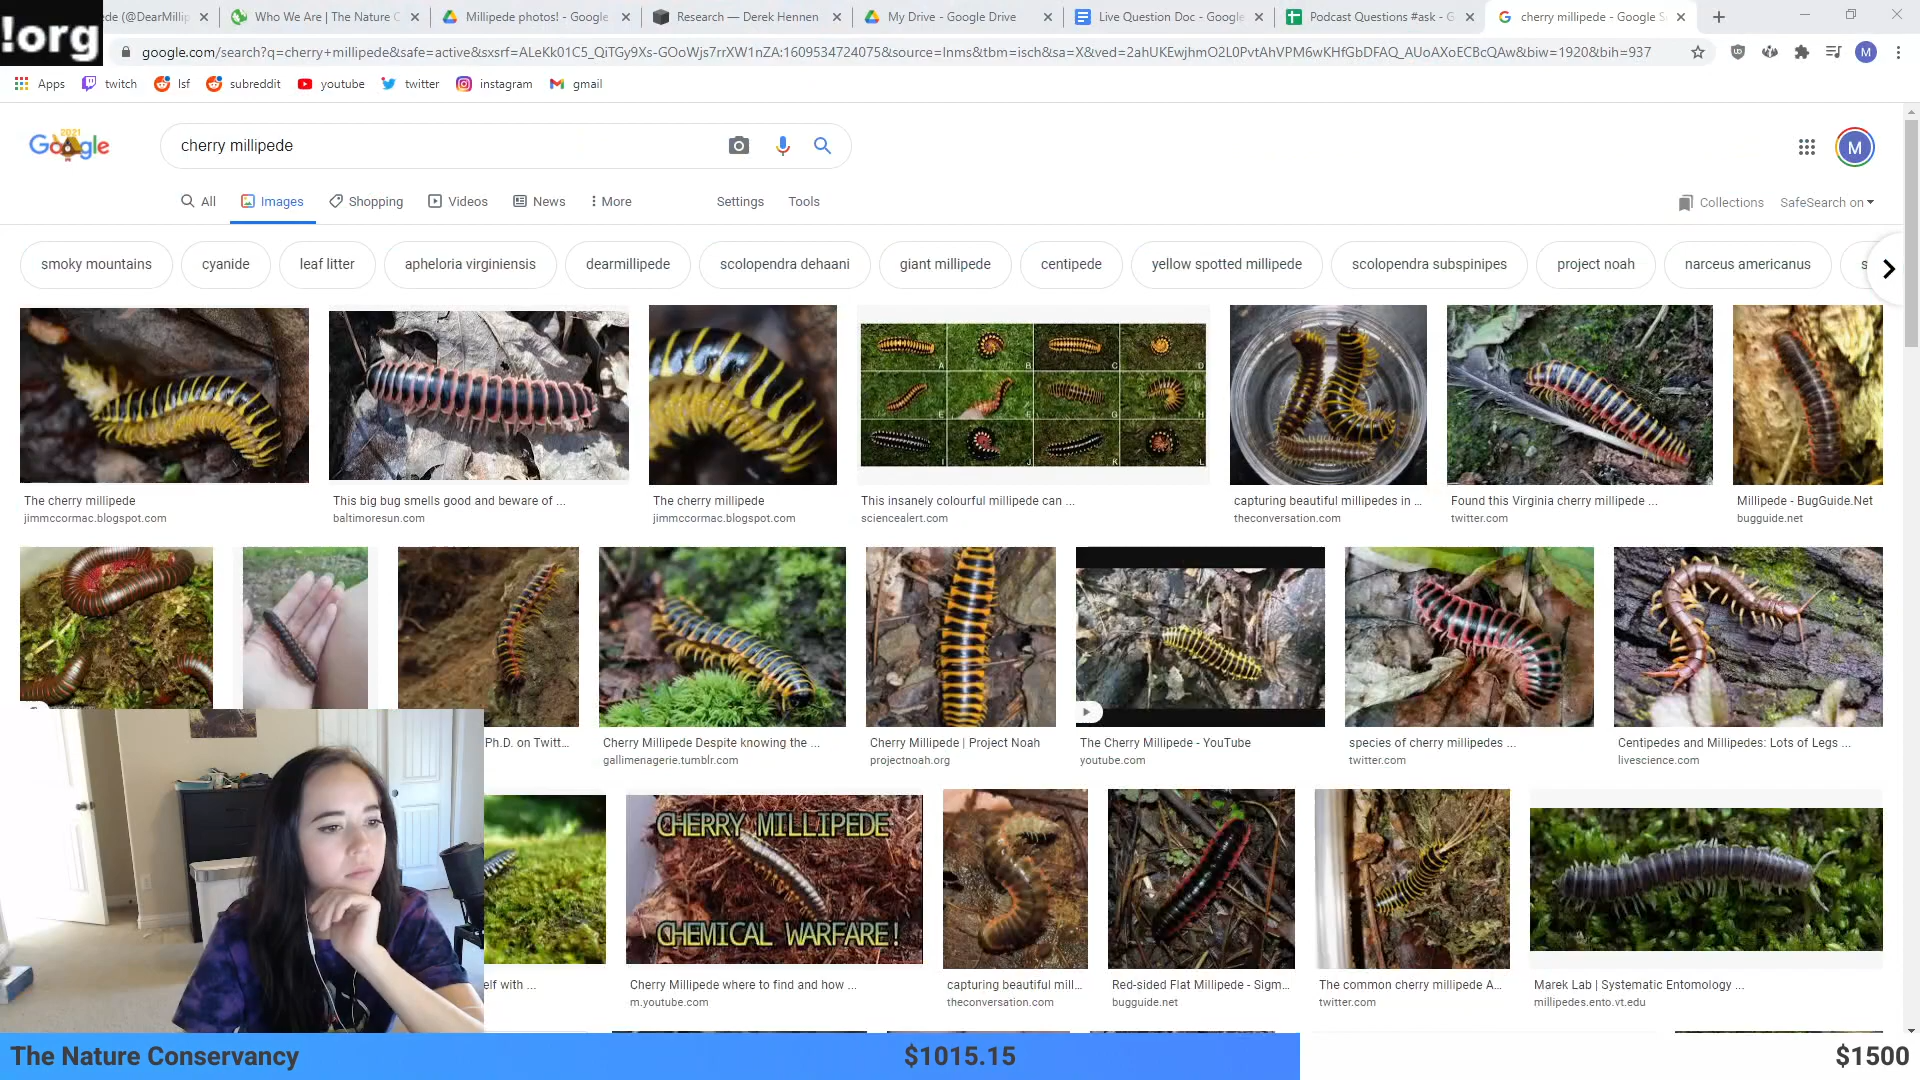 !org
ede (@DearMillip
Who We Are | The Nature C
Millipede photos! - Google
Research — Derek Hennen
My Drive - Google Drive
Live Question Doc - Google
Podcast Questions #ask - G
cherry millipede - Google S
google.com/search?q=cherry+millipede&safe=active&sxsrf=ALeKk01C5_QiTGy9Xs-GOoWjs7rrXW1nZA:1609534724075&source=lnms&tbm=isch&sa=X&ved=2ahUKEwjhmO2L0PvtAhVPM6wKHfGbDFAQ_AUoAXoECBcQAw&biw=1920&bih=937
M
Apps
twitch
lsf
subreddit
youtube
twitter
instagram
gmail
2021
Google
cherry millipede
M
All
Images
Shopping
Videos
News
More
Settings
Tools
Collections
SafeSearch on
smoky mountains
cyanide
leaf litter
apheloria virginiensis
dearmillipede
scolopendra dehaani
giant millipede
centipede
yellow spotted millipede
scolopendra subspinipes
project noah
narceus americanus
s
A B C D
E F G H
I J K L
The cherry millipede
jimmccormac.blogspot.com
This big bug smells good and beware of ...
baltimoresun.com
The cherry millipede
jimmccormac.blogspot.com
This insanely colourful millipede can ...
sciencealert.com
capturing beautiful millipedes in ...
theconversation.com
Found this Virginia cherry millipede ...
twitter.com
Millipede - BugGuide.Net
bugguide.net
Ph.D. on Twitt...
Cherry Millipede Despite knowing the ...
gallimenagerie.tumblr.com
Cherry Millipede | Project Noah
projectnoah.org
The Cherry Millipede - YouTube
youtube.com
species of cherry millipedes ...
twitter.com
Centipedes and Millipedes: Lots of Legs ...
livescience.com
CHERRY MILLIPEDE
CHEMICAL WARFARE!
elf with ...
Cherry Millipede where to find and how ...
m.youtube.com
capturing beautiful mill...
theconversation.com
Red-sided Flat Millipede - Sigm...
bugguide.net
The common cherry millipede A...
twitter.com
Marek Lab | Systematic Entomology ...
millipedes.ento.vt.edu
The Nature Conservancy
$1015.15
$1500